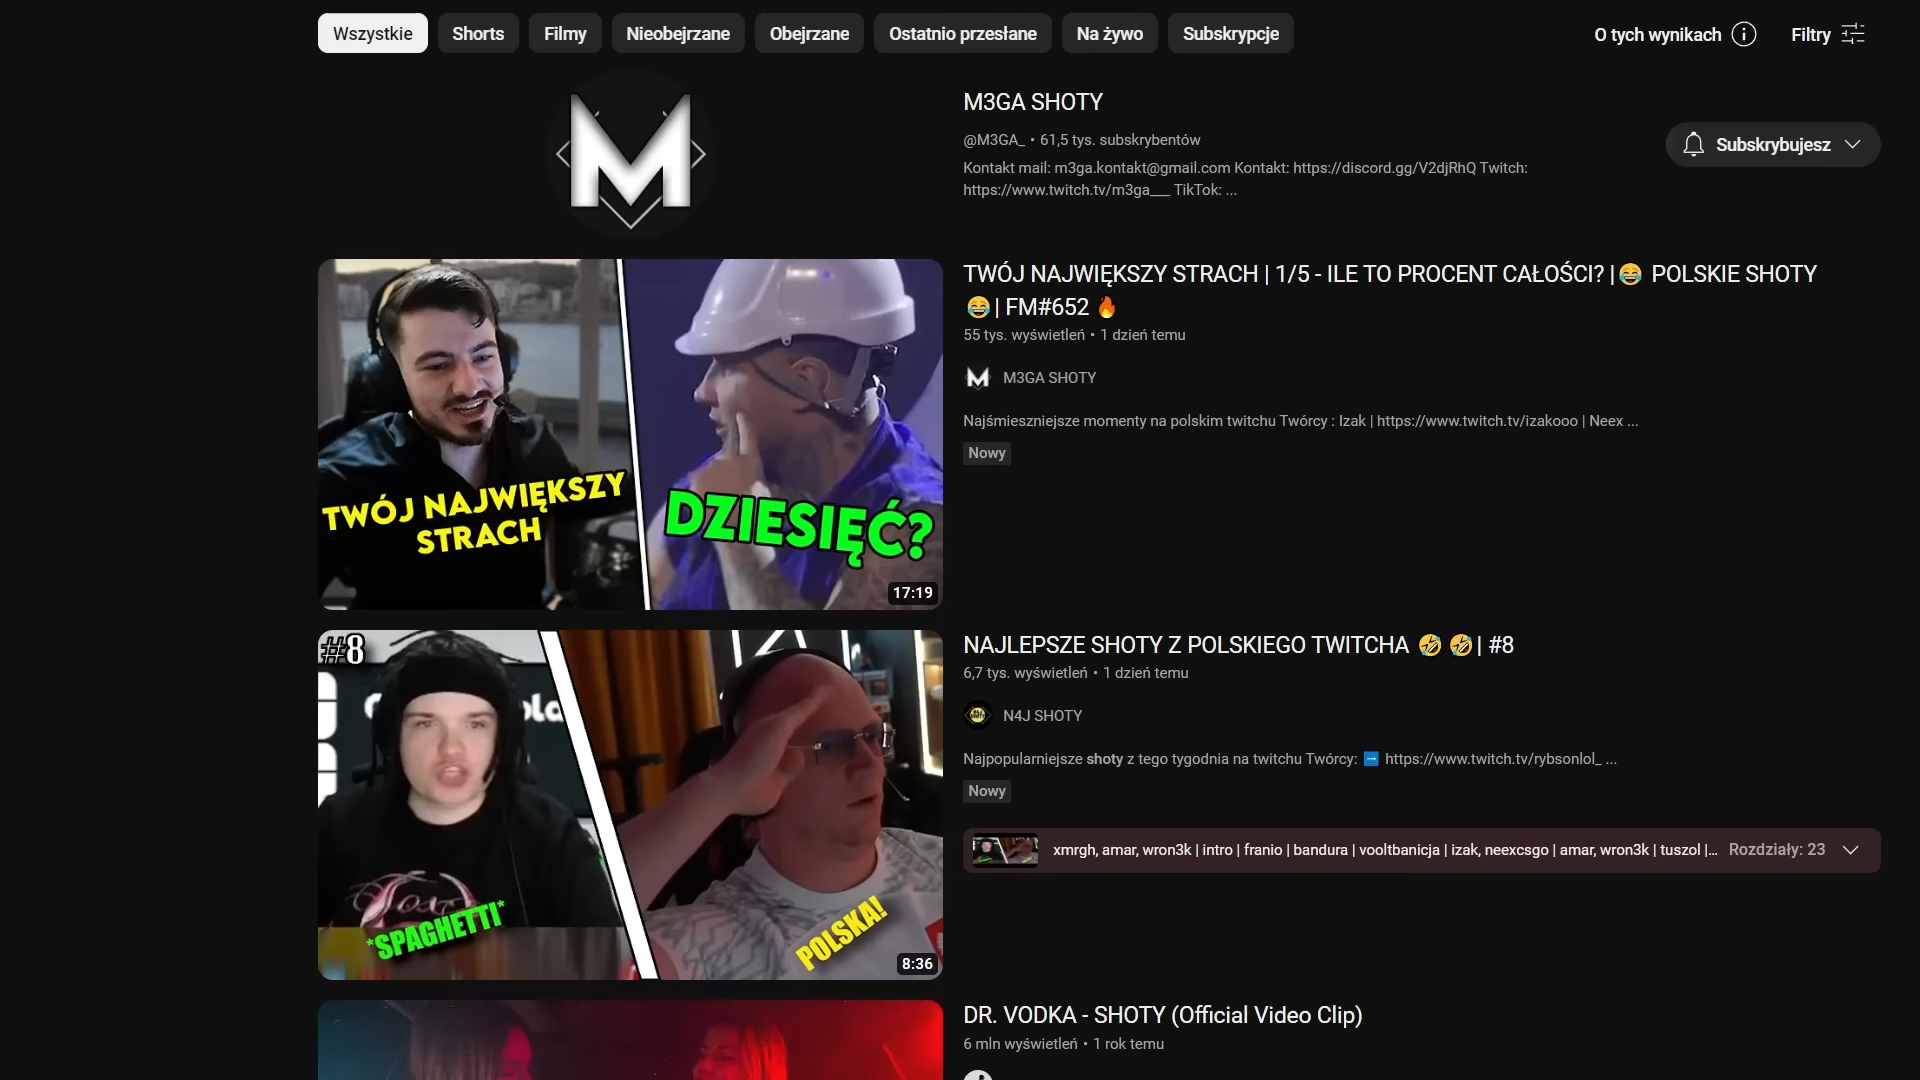 Wszystkie
Shorts
Filmy
Nieobejrzane
Obejrzane
Ostatnio przesłane
Na żywo
Subskrypcje
O tych wynikach
Filtry
M
M3GA SHOTY
@M3GA_ • 61,5 tys. subskrybentów
Kontakt mail: m3ga.kontakt@gmail.com Kontakt: https://discord.gg/V2djRhQ Twitch:
https://www.twitch.tv/m3ga___ TikTok: ...
Subskrybujesz
TWÓJ NAJWIĘKSZY
STRACH
DZIESIĘĆ?
17:19
TWÓJ NAJWIĘKSZY STRACH | 1/5 - ILE TO PROCENT CAŁOŚCI? |😂 POLSKIE SHOTY
😂| FM#652 🔥
55 tys. wyświetleń • 1 dzień temu
M3GA SHOTY
Najśmieszniejsze momenty na polskim twitchu Twórcy : Izak | https://www.twitch.tv/izakooo | Neex ...
Nowy
#8
*SPAGHETTI*
POLSKA!
8:36
NAJLEPSZE SHOTY Z POLSKIEGO TWITCHA 🤣 🤣| #8
6,7 tys. wyświetleń • 1 dzień temu
N4J SHOTY
Najpopularniejsze shoty z tego tygodnia na twitchu Twórcy: ➡️ https://www.twitch.tv/rybsonlol_ ...
Nowy
xmrgh, amar, wron3k | intro | franio | bandura | vooltbanicja | izak, neexcsgo | amar, wron3k | tuszol |...
Rozdziały: 23
DR. VODKA - SHOTY (Official Video Clip)
6 mln wyświetleń • 1 rok temu